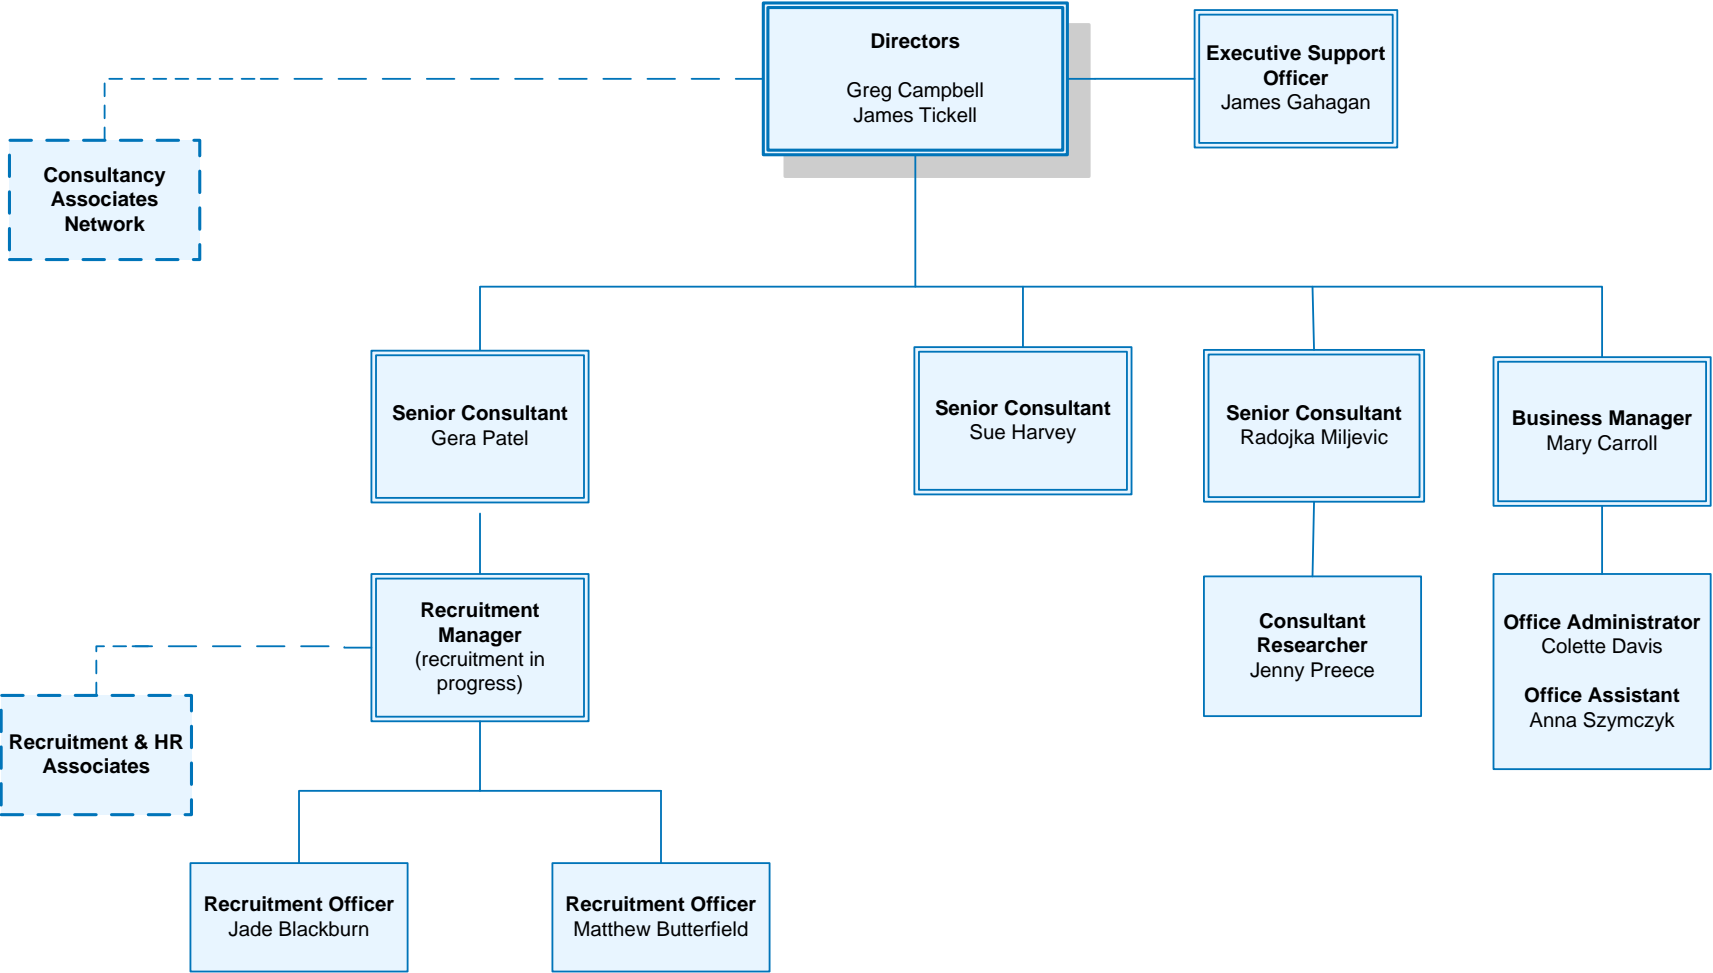 Directors
Greg Campbell
James Tickell
Executive Support
Officer
James Gahagan
Consultancy
Associates
Network
Senior Consultant
Gera Patel
Senior Consultant
Sue Harvey
Senior Consultant
Radojka Miljevic
Business Manager
Mary Carroll
Recruitment
Manager
(recruitment in
progress)
Consultant
Researcher
Jenny Preece
Office Administrator
Colette Davis
Office Assistant
Anna Szymczyk
Recruitment & HR
Associates
Recruitment Officer
Jade Blackburn
Recruitment Officer
Matthew Butterfield